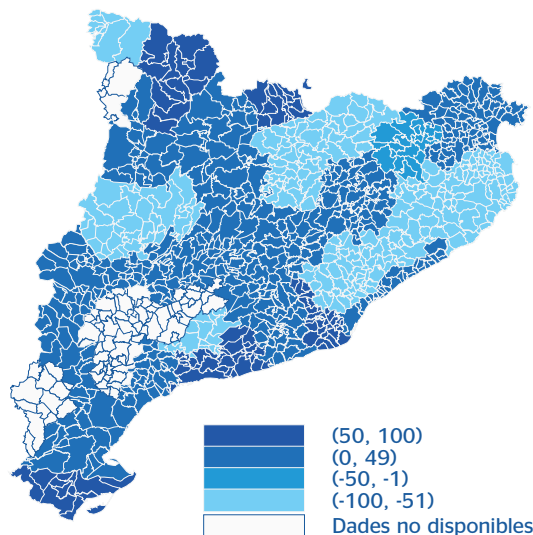 (50, 100)
(0, 49)
(-50, -1)
(-100, -51)
Dades no disponibles